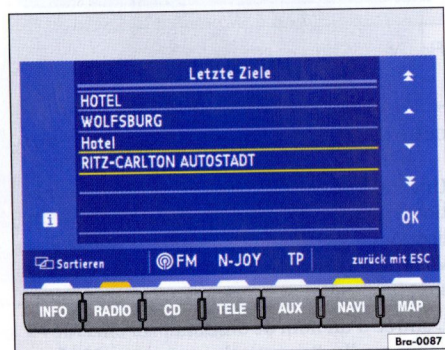 Letzte Ziele
HOTEL
WOLFSBURG
Hotel
RITZ-CARLTON AUTOSTADT
i OK
Sortieren FM N-JOY TP zurück mit ESC
INFO RADIO CD TELE AUX NAVI MAP
Bra-0087